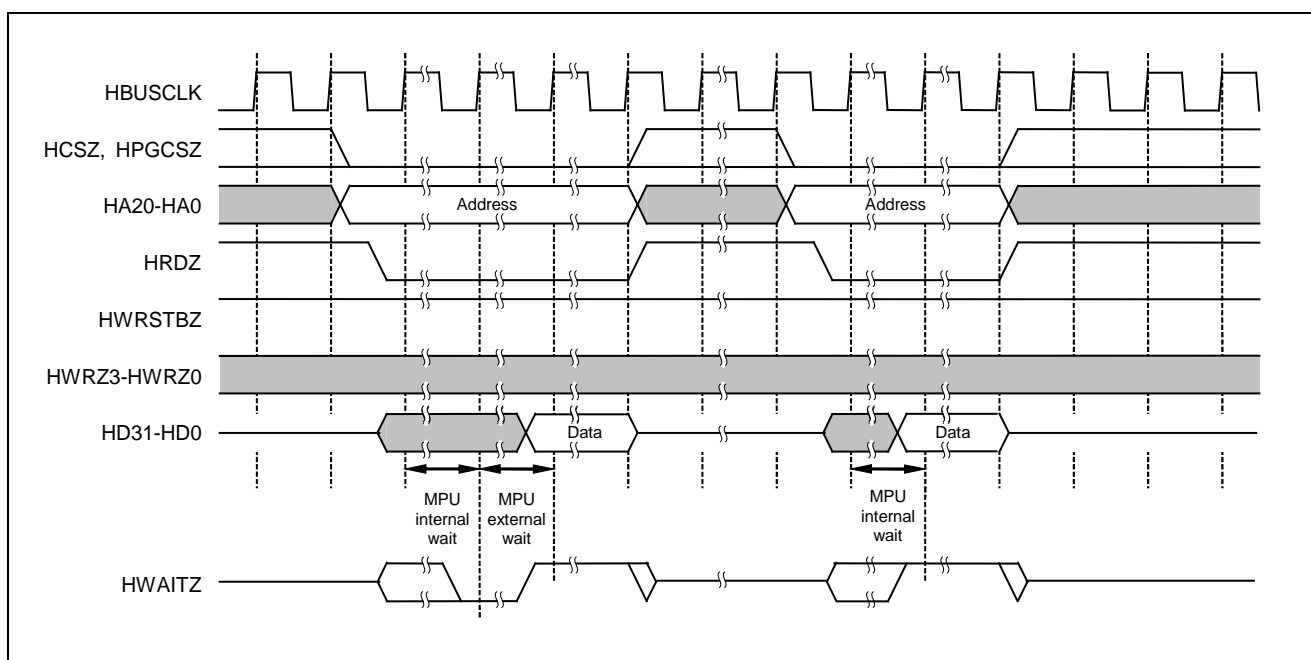 HBUSCLK
HCSZ, HPGCSZ
HA20-HA0
Address
Address
HRDZ
HWRSTBZ
HWRZ3-HWRZ0
HD31-HD0
Data
Data
MPU
internal
wait
MPU
external
wait
MPU
internal
wait
HWAITZ